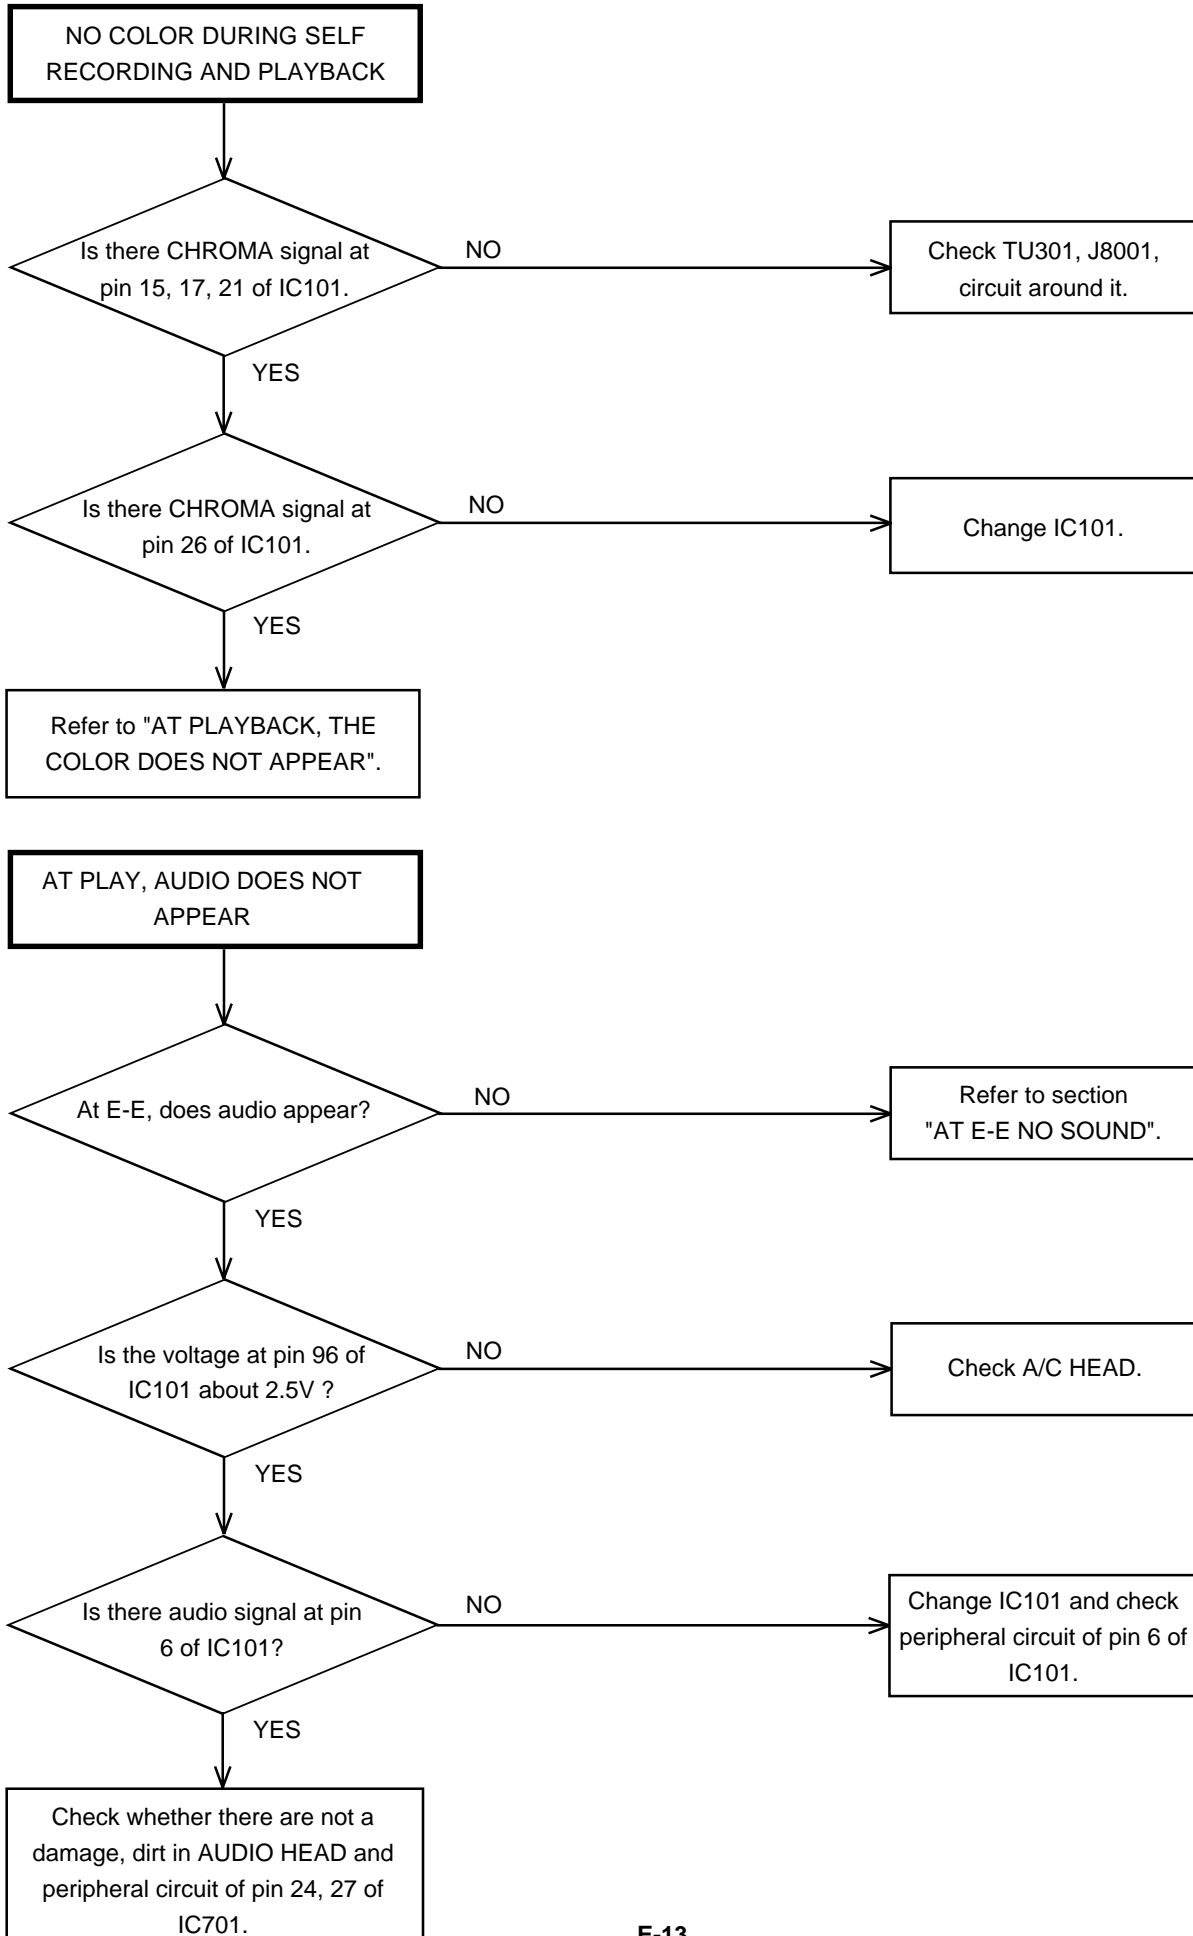 NO COLOR DURING SELF
RECORDING AND PLAYBACK
Is there CHROMA signal at
pin 15, 17, 21 of IC101.
NO
Check TU301, J8001,
circuit around it.
YES
Is there CHROMA signal at
pin 26 of IC101.
NO
Change IC101.
YES
Refer to "AT PLAYBACK, THE
COLOR DOES NOT APPEAR".
AT PLAY, AUDIO DOES NOT
APPEAR
At E-E, does audio appear?
NO
Refer to section
"AT E-E NO SOUND".
YES
Is the voltage at pin 96 of
IC101 about 2.5V ?
NO
Check A/C HEAD.
YES
Is there audio signal at pin
6 of IC101?
NO
Change IC101 and check
peripheral circuit of pin 6 of
IC101.
YES
Check whether there are not a
damage, dirt in AUDIO HEAD and
peripheral circuit of pin 24, 27 of
IC701.
E-13